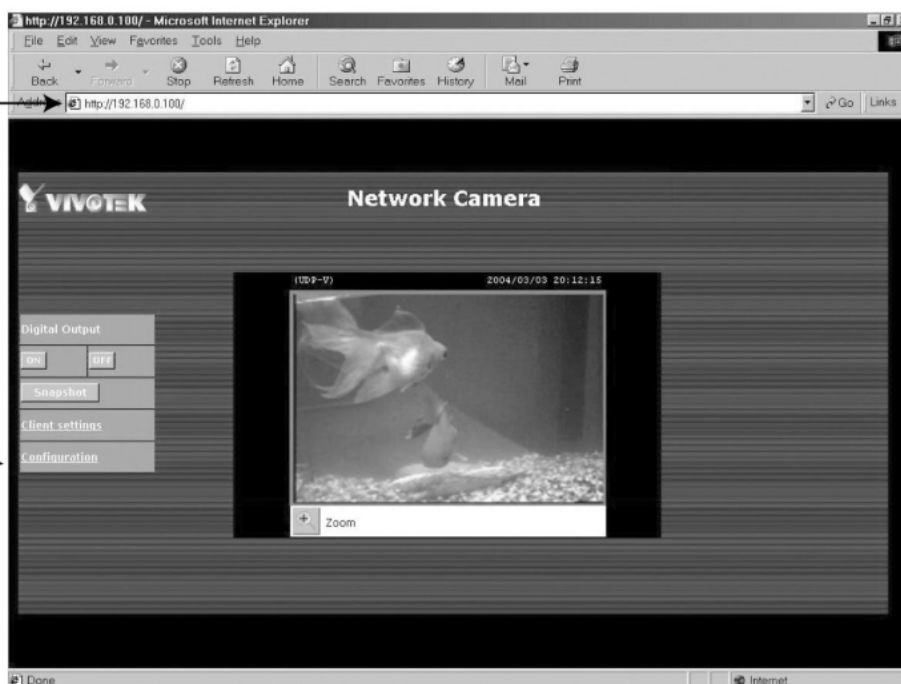 http://192.168.0.100/ - Microsoft Internet Explorer
File Edit View Favorites Tools Help
Back Forward Stop Refresh Home Search Favorites History Mail Print
Address http://192.168.0.100/ Go Links
VIVOTEK
Network Camera
(UDP-V) 2004/03/03 20:12:15
Digital Output
ON OFF
Snapshot
Client settings
Configuration
Zoom
Done Internet